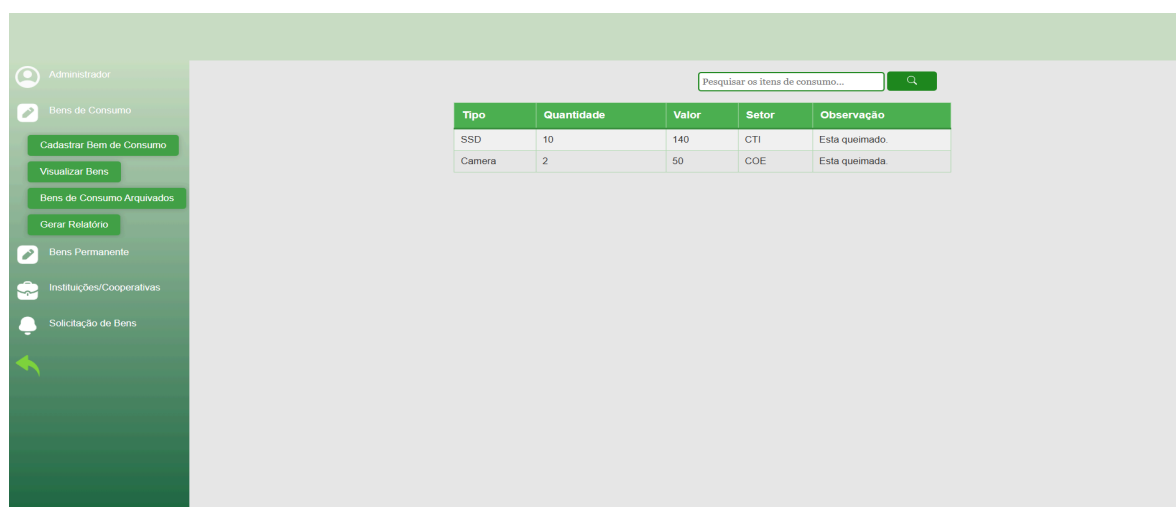 Administrador
Bens de Consumo
Cadastrar Bem de Consumo
Visualizar Bens
Bens de Consumo Arquivados
Gerar Relatório
Bens Permanente
Instituições/Cooperativas
Solicitação de Bens
Pesquisar os itens de consumo...
Tipo Quantidade Valor Setor Observação
SSD 10 140 CTI Esta queimado.
Camera 2 50 COE Esta queimada.